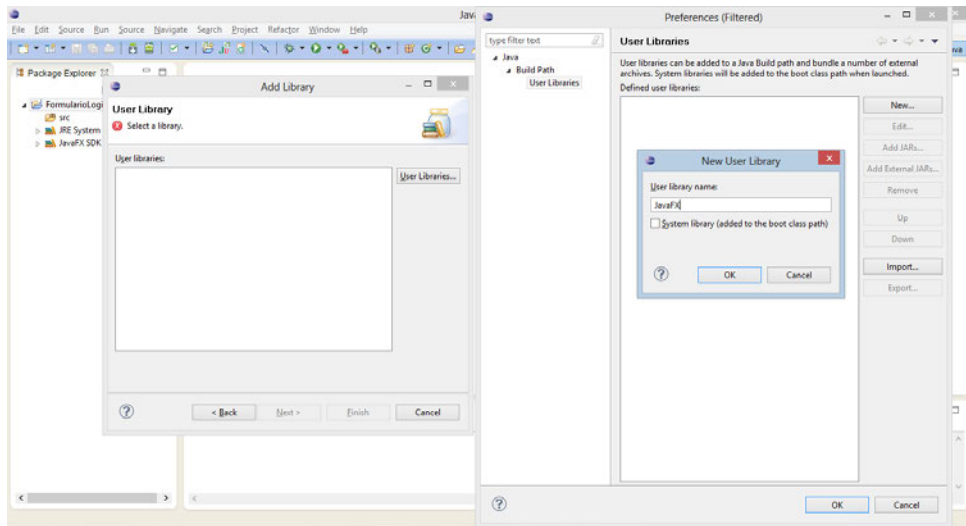 Java
File Edit Source Run Source Navigate Search Project Refactor Window Help
Package Explorer
FormularioLogi
src
JRE System
JavaFX SDK
Add Library
User Library
Select a library.
User libraries:
User Libraries...
< Back Next > Finish Cancel
Preferences (Filtered)
type filter text
Java
Build Path
User Libraries
User Libraries
User libraries can be added to a Java Build path and bundle a number of external
archives. System libraries will be added to the boot class path when launched.
Defined user libraries:
New...
Edit...
Add JARs...
Add External JARs...
Remove
Up
Down
Import...
Export...
New User Library
User library name:
JavaFX
System library (added to the boot class path)
OK Cancel
OK Cancel